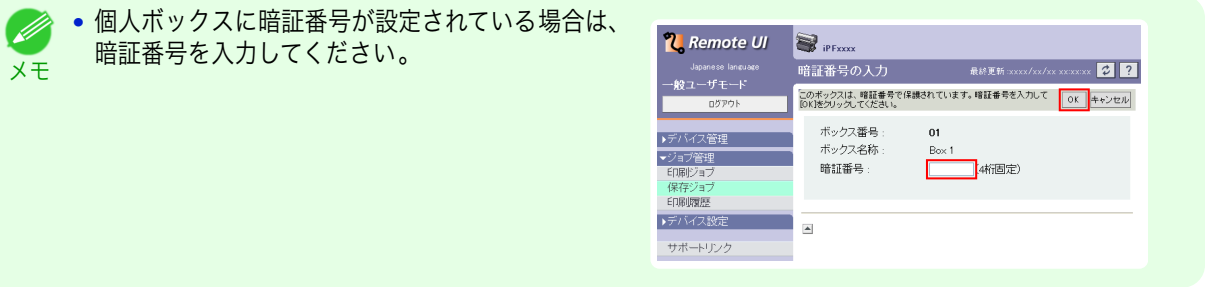 メモ
• 個人ボックスに暗証番号が設定されている場合は、
暗証番号を入力してください。
Remote UI
Japanese language
一般ユーザモード
ログアウト
▶デバイス管理
▼ジョブ管理
印刷ジョブ
保存ジョブ
印刷履歴
▶デバイス設定
サポートリンク
iPFxxxx
暗証番号の入力
最終更新 :xxxx/xx/xx xx:xx:xx
?
このボックスは、暗証番号で保護されています。暗証番号を入力して
[OK]をクリックしてください。
OK キャンセル
ボックス番号 : 01
ボックス名称 : Box 1
暗証番号 : (4桁固定)